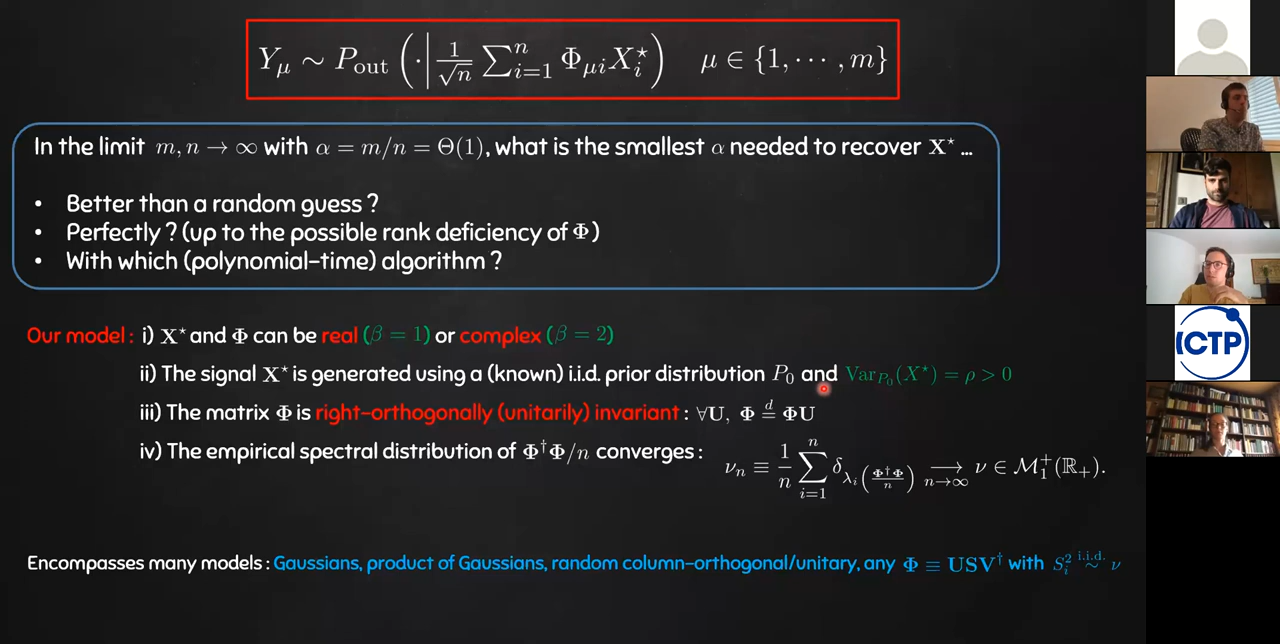 Y_μ ∼ P_out ( · | 1/√n ∑_{i=1}^{n} Φ_{μi} X_i^⋆ )   μ ∈ {1, ⋯ , m}
In the limit m, n → ∞ with α = m/n = Θ(1), what is the smallest α needed to recover X^⋆ ...
• Better than a random guess ?
• Perfectly ? (up to the possible rank deficiency of Φ)
• With which (polynomial-time) algorithm ?
Our model : i) X^⋆ and Φ can be real (β = 1) or complex (β = 2)
ii) The signal X^⋆ is generated using a (known) i.i.d. prior distribution P_0 and Var_{P_0}(X^⋆) = ρ > 0
iii) The matrix Φ is right-orthogonally (unitarily) invariant : ∀U, Φ \overset{d}{=} ΦU
iv) The empirical spectral distribution of Φ^†Φ/n converges : ν_n ≡ 1/n ∑_{i=1}^{n} δ_{λ_i(Φ^†Φ/n)} ⟶_{n→∞} ν ∈ M_1^+(ℝ_+).
Encompasses many models : Gaussians, product of Gaussians, random column-orthogonal/unitary, any Φ ≡ USV^† with S_i^2 \overset{i.i.d.}{∼} ν
ICTP